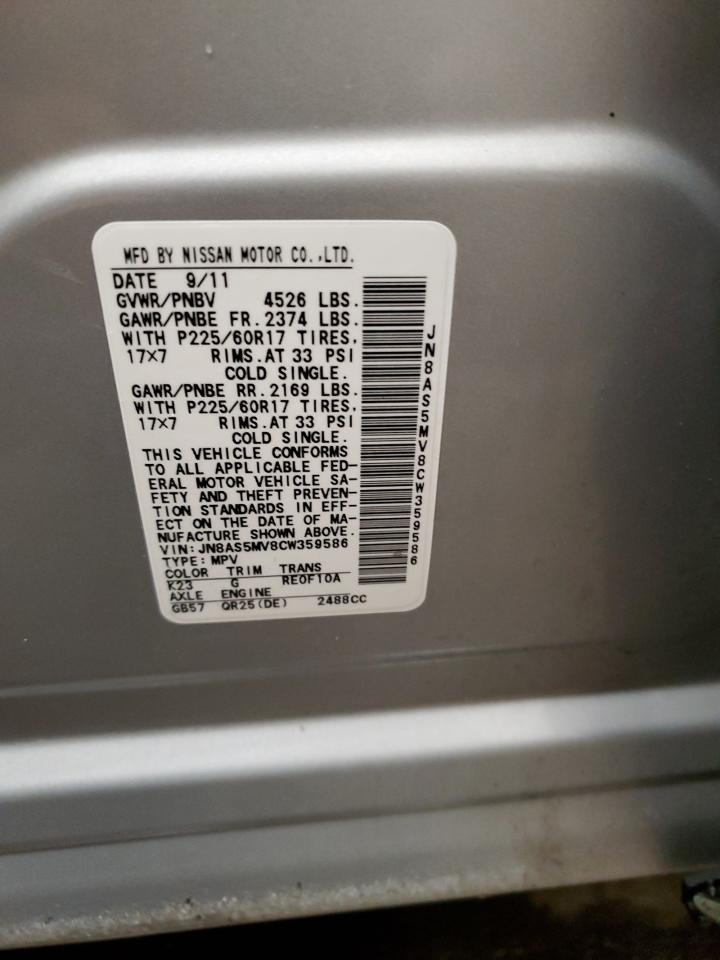 MFD BY NISSAN MOTOR CO.,LTD.
DATE 9/11
GVWR/PNBV 4526 LBS.
GAWR/PNBE FR.2374 LBS.
WITH P225/60R17 TIRES,
17×7 RIMS.AT 33 PSI
COLD SINGLE.
GAWR/PNBE RR.2169 LBS.
WITH P225/60R17 TIRES,
17×7 RIMS.AT 33 PSI
COLD SINGLE.
THIS VEHICLE CONFORMS
TO ALL APPLICABLE FED-
ERAL MOTOR VEHICLE SA-
FETY AND THEFT PREVEN-
TION STANDARDS IN EFF-
ECT ON THE DATE OF MA-
NUFACTURE SHOWN ABOVE.
VIN:JN8AS5MV8CW359586
TYPE:MPV
COLOR TRIM TRANS
K23 G RE0F10A
AXLE ENGINE
GB57 QR25(DE) 2488CC
JN8AS5MV8CW359586